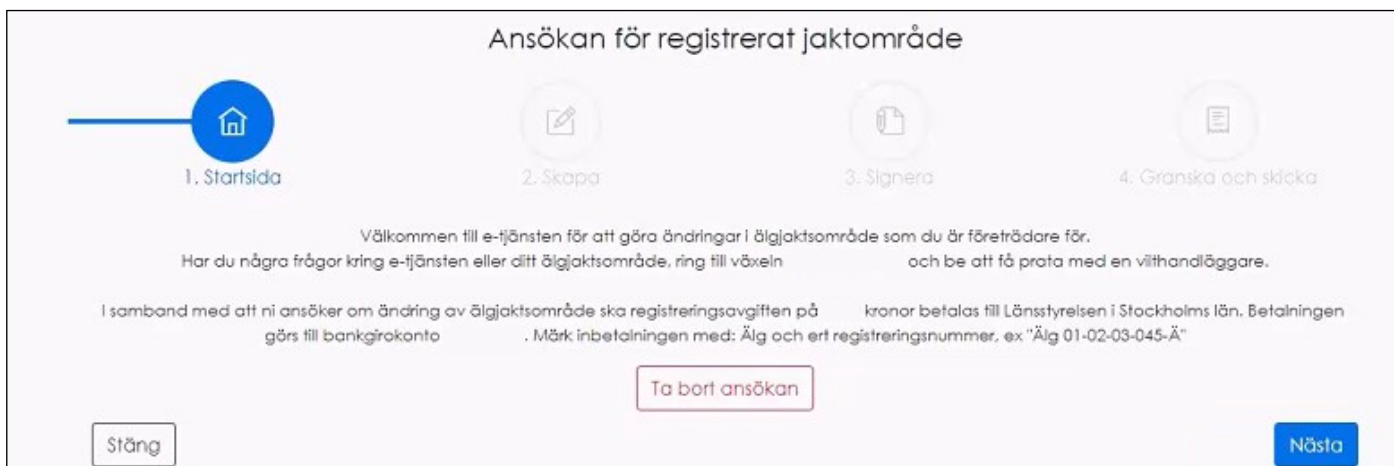 Ansökan för registrerat jaktområde
1. Startsida
2. Skapa
3. Signera
4. Granska och skicka
Välkommen till e-tjänsten för att göra ändringar i älgjaktsområde som du är företrädare för.
Har du några frågor kring e-tjänsten eller ditt älgjaktsområde, ring till växeln och be att få prata med en vilthandläggare.
I samband med att ni ansöker om ändring av älgjaktsområde ska registreringsavgiften på kronor betalas till Länsstyrelsen i Stockholms län. Betalningen
görs till bankgirokonto . Märk inbetalningen med: Älg och ert registreringsnummer, ex "Älg 01-02-03-045-Ä"
Ta bort ansökan
Stäng
Nästa